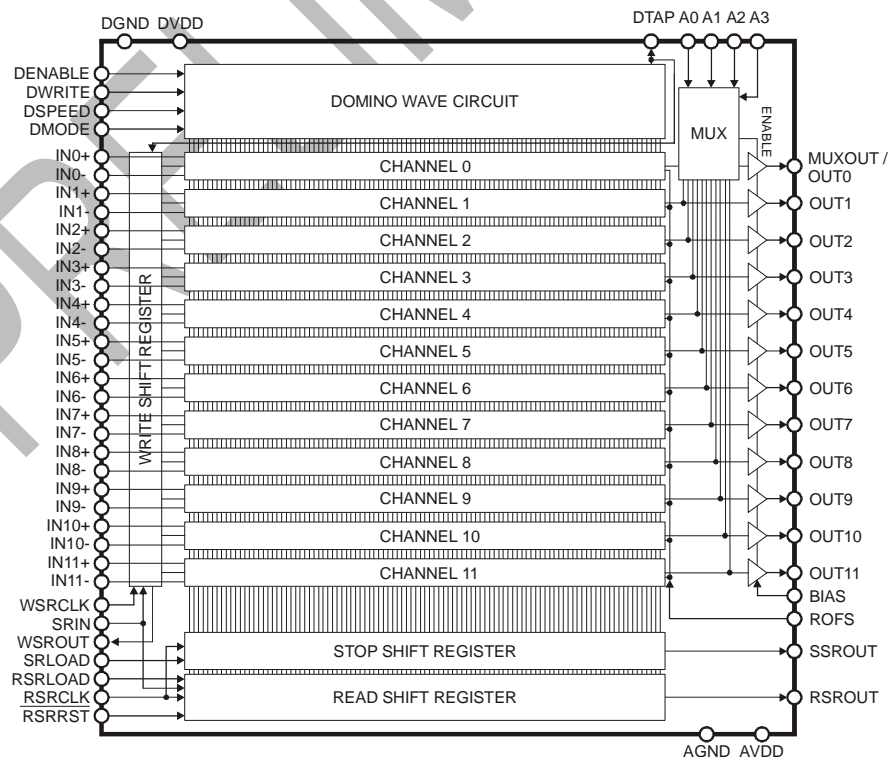 DGND DVDD DTAP A0 A1 A2 A3
DENABLE
DWRITE
DSPEED
DMODE
DOMINO WAVE CIRCUIT
MUX
ENABLE
IN0+
IN0-
IN1+
IN1-
IN2+
IN2-
IN3+
IN3-
IN4+
IN4-
IN5+
IN5-
IN6+
IN6-
IN7+
IN7-
IN8+
IN8-
IN9+
IN9-
IN10+
IN10-
IN11+
IN11-
WSRCLK
SRIN
WSROUT
SRLOAD
RSRLOAD
RSRCLK
RSRRST
WRITE SHIFT REGISTER
CHANNEL 0
CHANNEL 1
CHANNEL 2
CHANNEL 3
CHANNEL 4
CHANNEL 5
CHANNEL 6
CHANNEL 7
CHANNEL 8
CHANNEL 9
CHANNEL 10
CHANNEL 11
STOP SHIFT REGISTER
READ SHIFT REGISTER
MUXOUT /
OUT0
OUT1
OUT2
OUT3
OUT4
OUT5
OUT6
OUT7
OUT8
OUT9
OUT10
OUT11
BIAS
ROFS
SSROUT
RSROUT
AGND AVDD